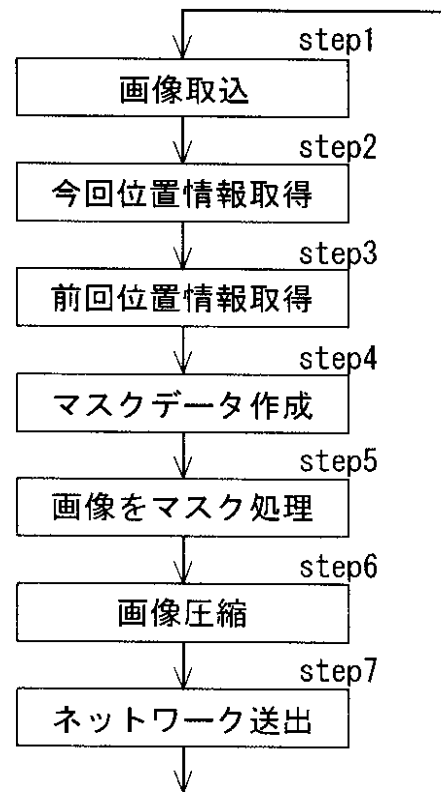 step1
画像取込
step2
今回位置情報取得
step3
前回位置情報取得
step4
マスクデータ作成
step5
画像をマスク処理
step6
画像圧縮
step7
ネットワーク送出